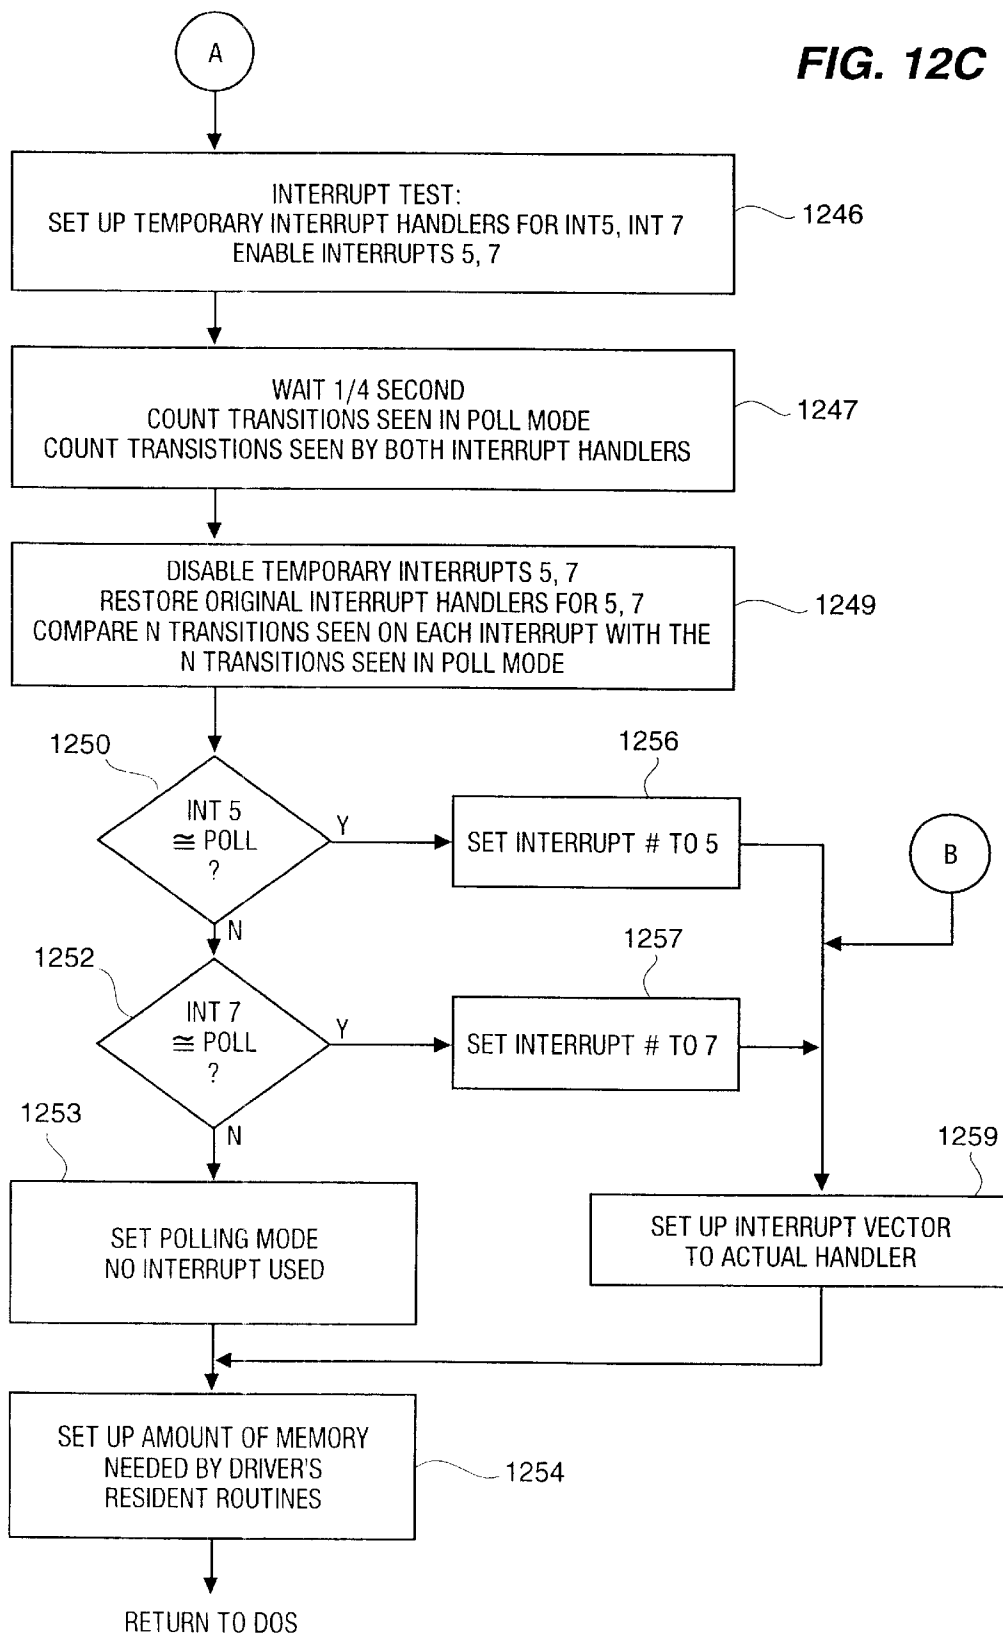 A
FIG. 12C
INTERRUPT TEST:
SET UP TEMPORARY INTERRUPT HANDLERS FOR INT5, INT 7
ENABLE INTERRUPTS 5, 7
1246
WAIT 1/4 SECOND
COUNT TRANSITIONS SEEN IN POLL MODE
COUNT TRANSISTIONS SEEN BY BOTH INTERRUPT HANDLERS
1247
DISABLE TEMPORARY INTERRUPTS 5, 7
RESTORE ORIGINAL INTERRUPT HANDLERS FOR 5, 7
COMPARE N TRANSITIONS SEEN ON EACH INTERRUPT WITH THE
N TRANSITIONS SEEN IN POLL MODE
1249
1250
INT 5
≅ POLL
?
Y
N
1256
SET INTERRUPT # TO 5
B
1252
INT 7
≅ POLL
?
Y
N
1257
SET INTERRUPT # TO 7
1253
SET POLLING MODE
NO INTERRUPT USED
1259
SET UP INTERRUPT VECTOR
TO ACTUAL HANDLER
SET UP AMOUNT OF MEMORY
NEEDED BY DRIVER'S
RESIDENT ROUTINES
1254
RETURN TO DOS